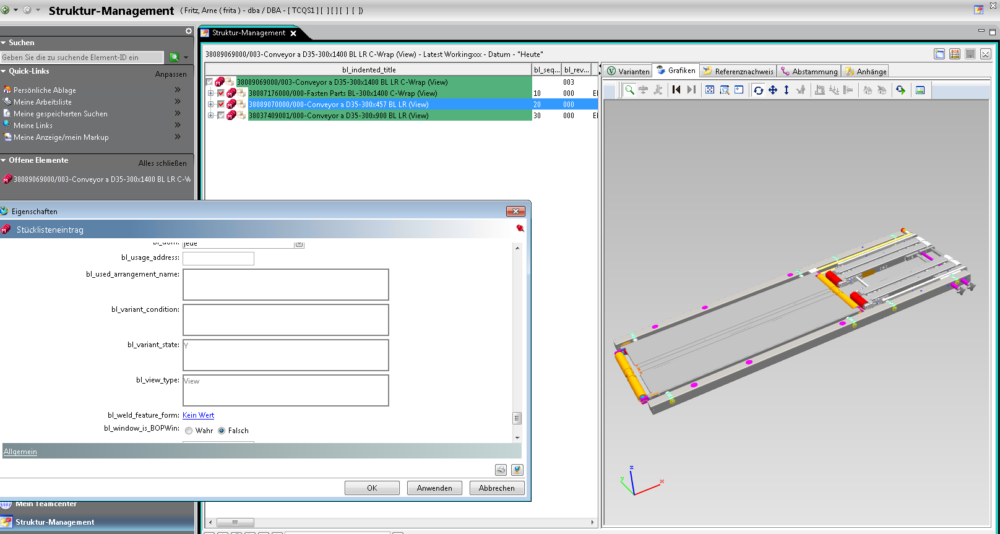 Struktur-Management ( Fritz, Arne ( frita ) - dba / DBA - [ TCQS1 ] [ ] [ ] [ ] [ ])
Struktur-Management
Suchen
Geben Sie die zu suchende Element-ID ein
Quick-Links
Anpassen
Persönliche Ablage
Meine Arbeitsliste
Meine gespeicherten Suchen
Meine Links
Meine Anzeige/mein Markup
Offene Elemente
Alles schließen
38089069000/003-Conveyor a D35-300x1400 BL LR C-W
38089069000/003-Conveyor a D35-300x1400 BL LR C-Wrap (View) - Latest Workingxxx - Datum - "Heute"
bl_indented_title bl_seq... bl_rev...
38089069000/003-Conveyor a D35-300x1400 BL LR C-Wrap (View) 003
38087176000/000-Fasten Parts BL-300x1400 C-Wrap (View) 10 000
38089070000/000-Conveyor a D35-300x457 BL LR (View) 20 000
38037409001/000-Conveyor a D35-300x900 BL LR (View) 30 000
Varianten Grafiken Referenznachweis Abstammung Anhänge
z
y
x
Eigenschaften
Stücklisteneintrag
bl_usage_address:
bl_used_arrangement_name:
bl_variant_condition:
bl_variant_state: Y
bl_view_type: View
bl_weld_feature_form: Kein Wert
bl_window_is_BOPWin: Wahr Falsch
Allgemein
OK Anwenden Abbrechen
Mein Teamcenter
Struktur-Management